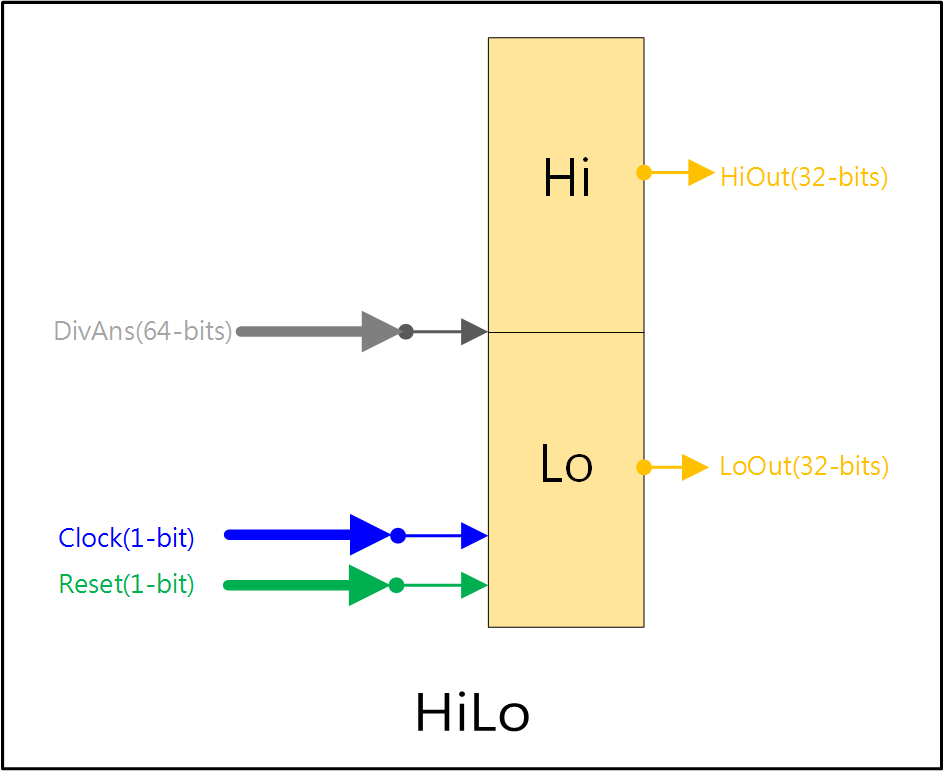 Hi
HiOut(32-bits)
DivAns(64-bits)
Lo
LoOut(32-bits)
Clock(1-bit)
Reset(1-bit)
HiLo